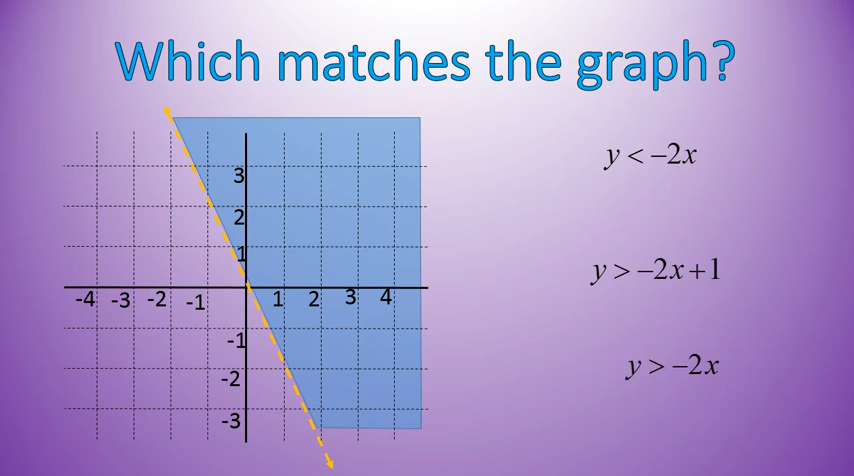 Which matches the graph?
y < −2x
3
2
y > −2x + 1
1
-4 -3 -2 -1 1 2 3 4
-1
y > −2x
-2
-3